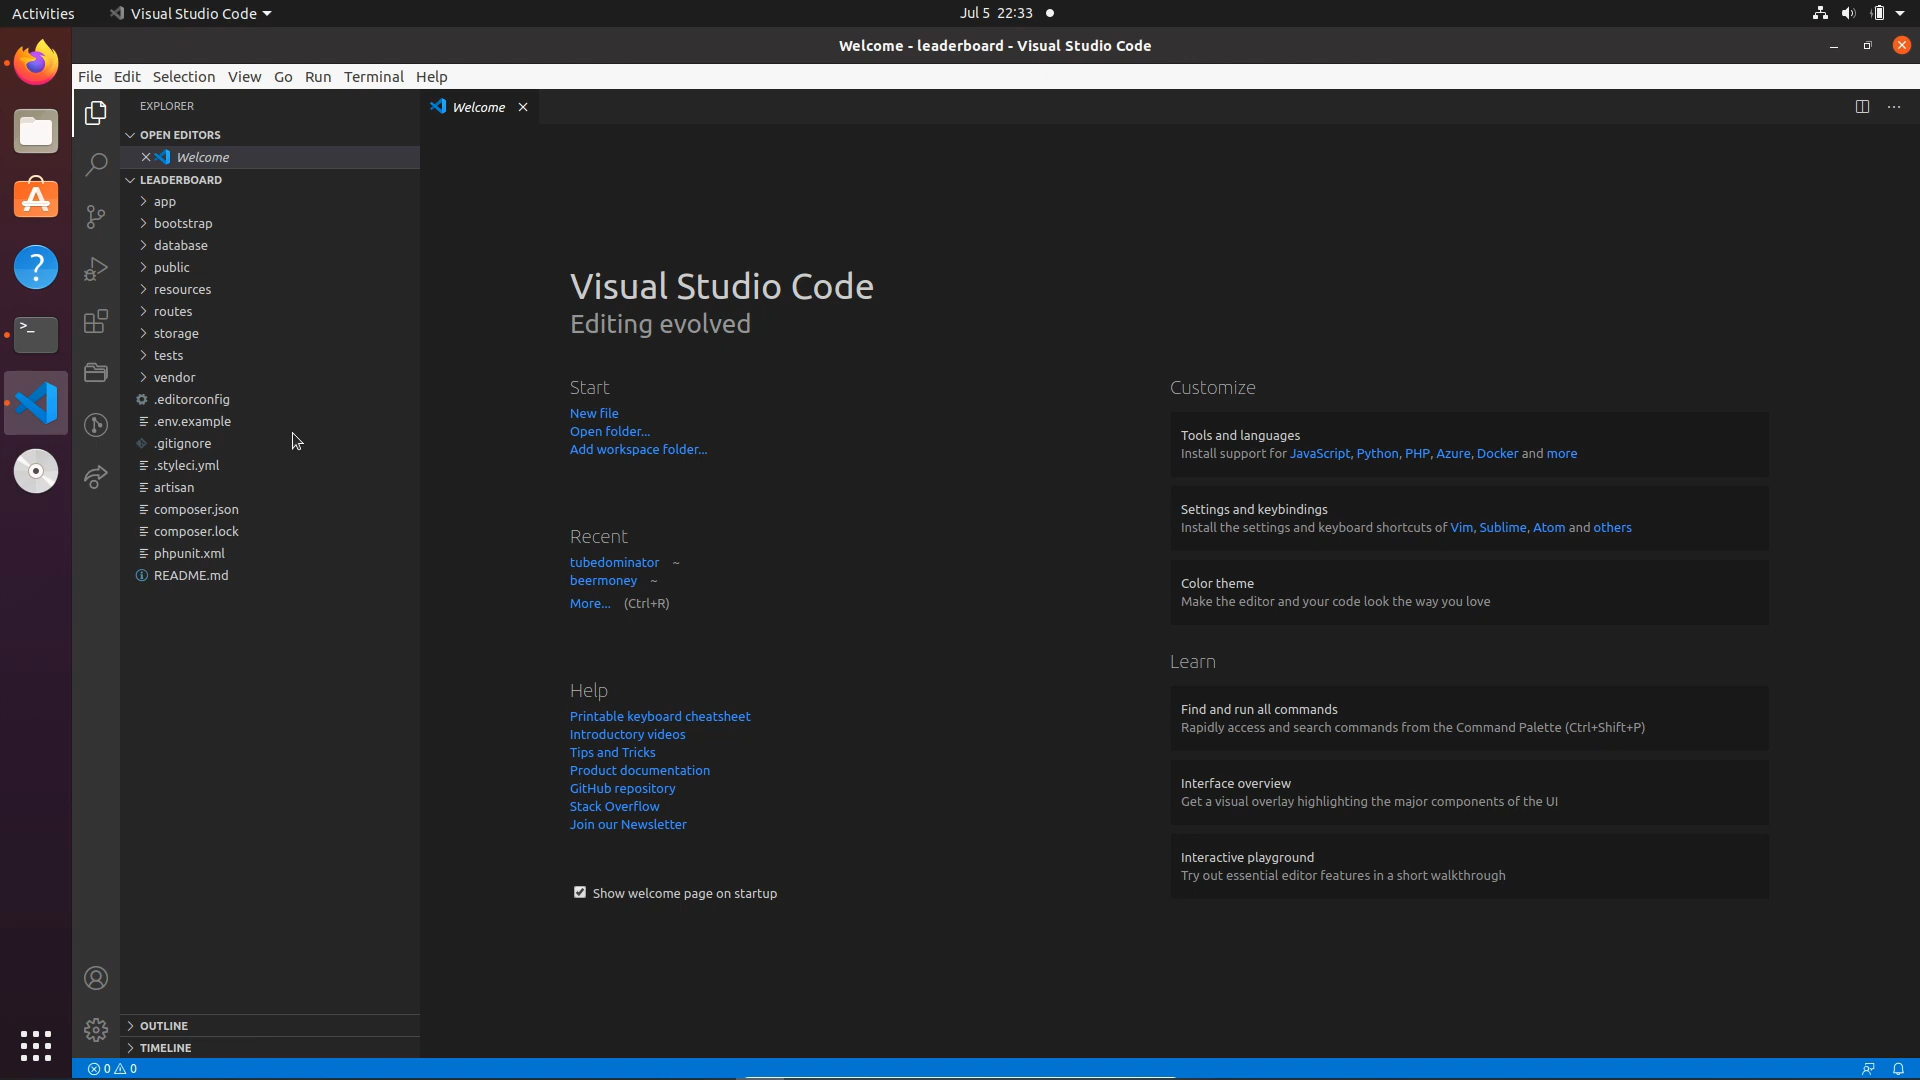 Activities
Visual Studio Code
Jul 5 22:33
Welcome - leaderboard - Visual Studio Code
File Edit Selection View Go Run Terminal Help
EXPLORER
OPEN EDITORS
Welcome
LEADERBOARD
app
bootstrap
database
public
resources
routes
storage
tests
vendor
.editorconfig
.env.example
.gitignore
.styleci.yml
artisan
composer.json
composer.lock
phpunit.xml
README.md
OUTLINE
TIMELINE
Welcome
Visual Studio Code
Editing evolved
Start
New file
Open folder...
Add workspace folder...
Recent
tubedominator ~
beermoney ~
More... (Ctrl+R)
Help
Printable keyboard cheatsheet
Introductory videos
Tips and Tricks
Product documentation
GitHub repository
Stack Overflow
Join our Newsletter
Show welcome page on startup
Customize
Tools and languages
Install support for JavaScript, Python, PHP, Azure, Docker and more
Settings and keybindings
Install the settings and keyboard shortcuts of Vim, Sublime, Atom and others
Color theme
Make the editor and your code look the way you love
Learn
Find and run all commands
Rapidly access and search commands from the Command Palette (Ctrl+Shift+P)
Interface overview
Get a visual overlay highlighting the major components of the UI
Interactive playground
Try out essential editor features in a short walkthrough
0 0